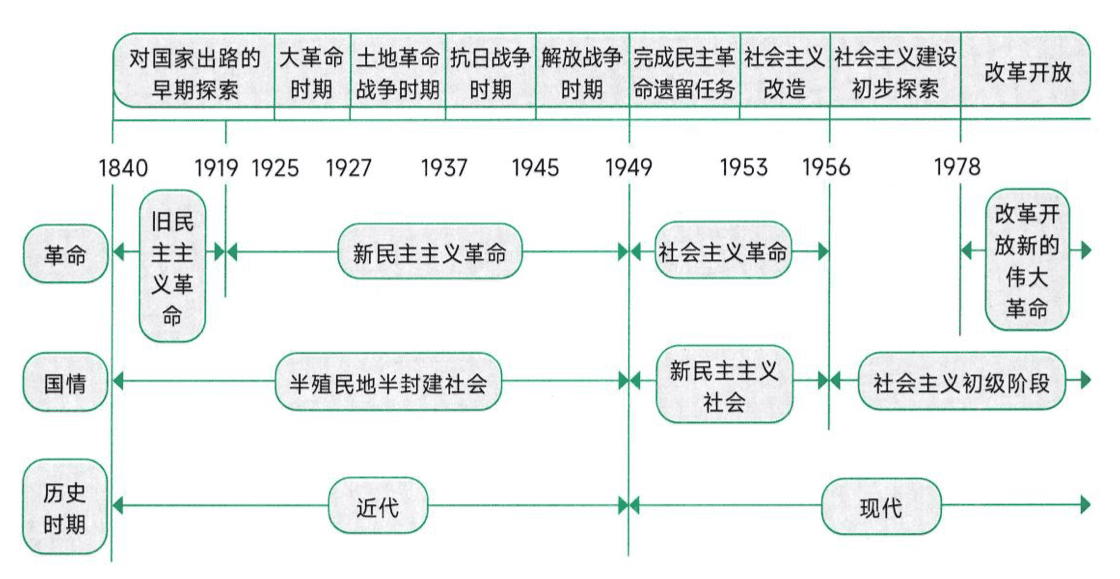 对国家出路的
早期探索
大革命
时期
土地革命
战争时期
抗日战争
时期
解放战争
时期
完成民主革
命遗留任务
社会主义
改造
社会主义建设
初步探索
改革开放
1840
1919
1925
1927
1937
1945
1949
1953
1956
1978
革命
旧民
主主
义革
命
新民主主义革命
社会主义革命
改革开
放新的
伟大
革命
国情
半殖民地半封建社会
新民主主义
社会
社会主义初级阶段
历史
时期
近代
现代